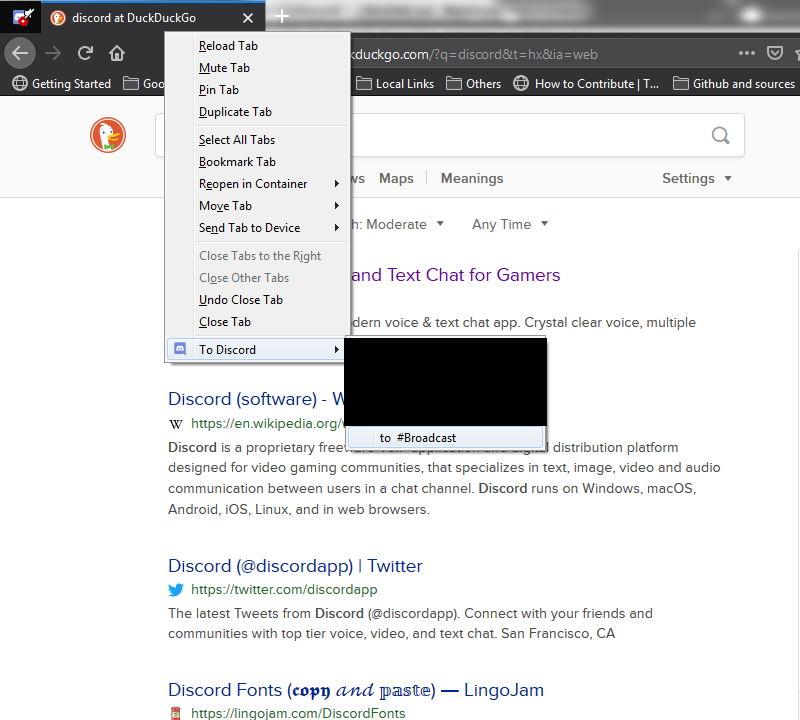 discord at DuckDuckGo
ckduckgo.com/?q=discord&t=hx&ia=web
Getting Started
Goo
Local Links
Others
How to Contribute | T...
Github and sources
Reload Tab
Mute Tab
Pin Tab
Duplicate Tab
Select All Tabs
Bookmark Tab
Reopen in Container
Move Tab
Send Tab to Device
Close Tabs to the Right
Close Other Tabs
Undo Close Tab
Close Tab
To Discord
to #Broadcast
ws Maps Meanings Settings
h: Moderate Any Time
and Text Chat for Gamers
dern voice & text chat app. Crystal clear voice, multiple
Discord (software) - W
W https://en.wikipedia.org/w
Discord is a proprietary freeware VoIP application and digital distribution platform
designed for video gaming communities, that specializes in text, image, video and audio
communication between users in a chat channel. Discord runs on Windows, macOS,
Android, iOS, Linux, and in web browsers.
Discord (@discordapp) | Twitter
https://twitter.com/discordapp
The latest Tweets from Discord (@discordapp). Connect with your friends and
communities with top tier voice, video, and text chat. San Francisco, CA
Discord Fonts (𝖈𝖔𝖕𝖞 𝓪𝓷𝓭 𝕡𝕒𝕤𝕥𝕖) — LingoJam
https://lingojam.com/DiscordFonts